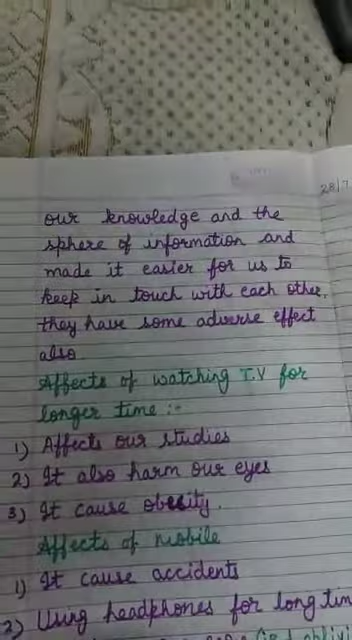 28/7
our knowledge and the
sphere of information and
made it easier for us to
keep in touch with each other.
they have some adverse effect
also
Affects of watching T.V for
longer time :-
1) Affects our studies
2) It also harm our eyes
3) It cause obesity.
Affects of mobile
1) It cause accidents
2) Using headphones for long tim